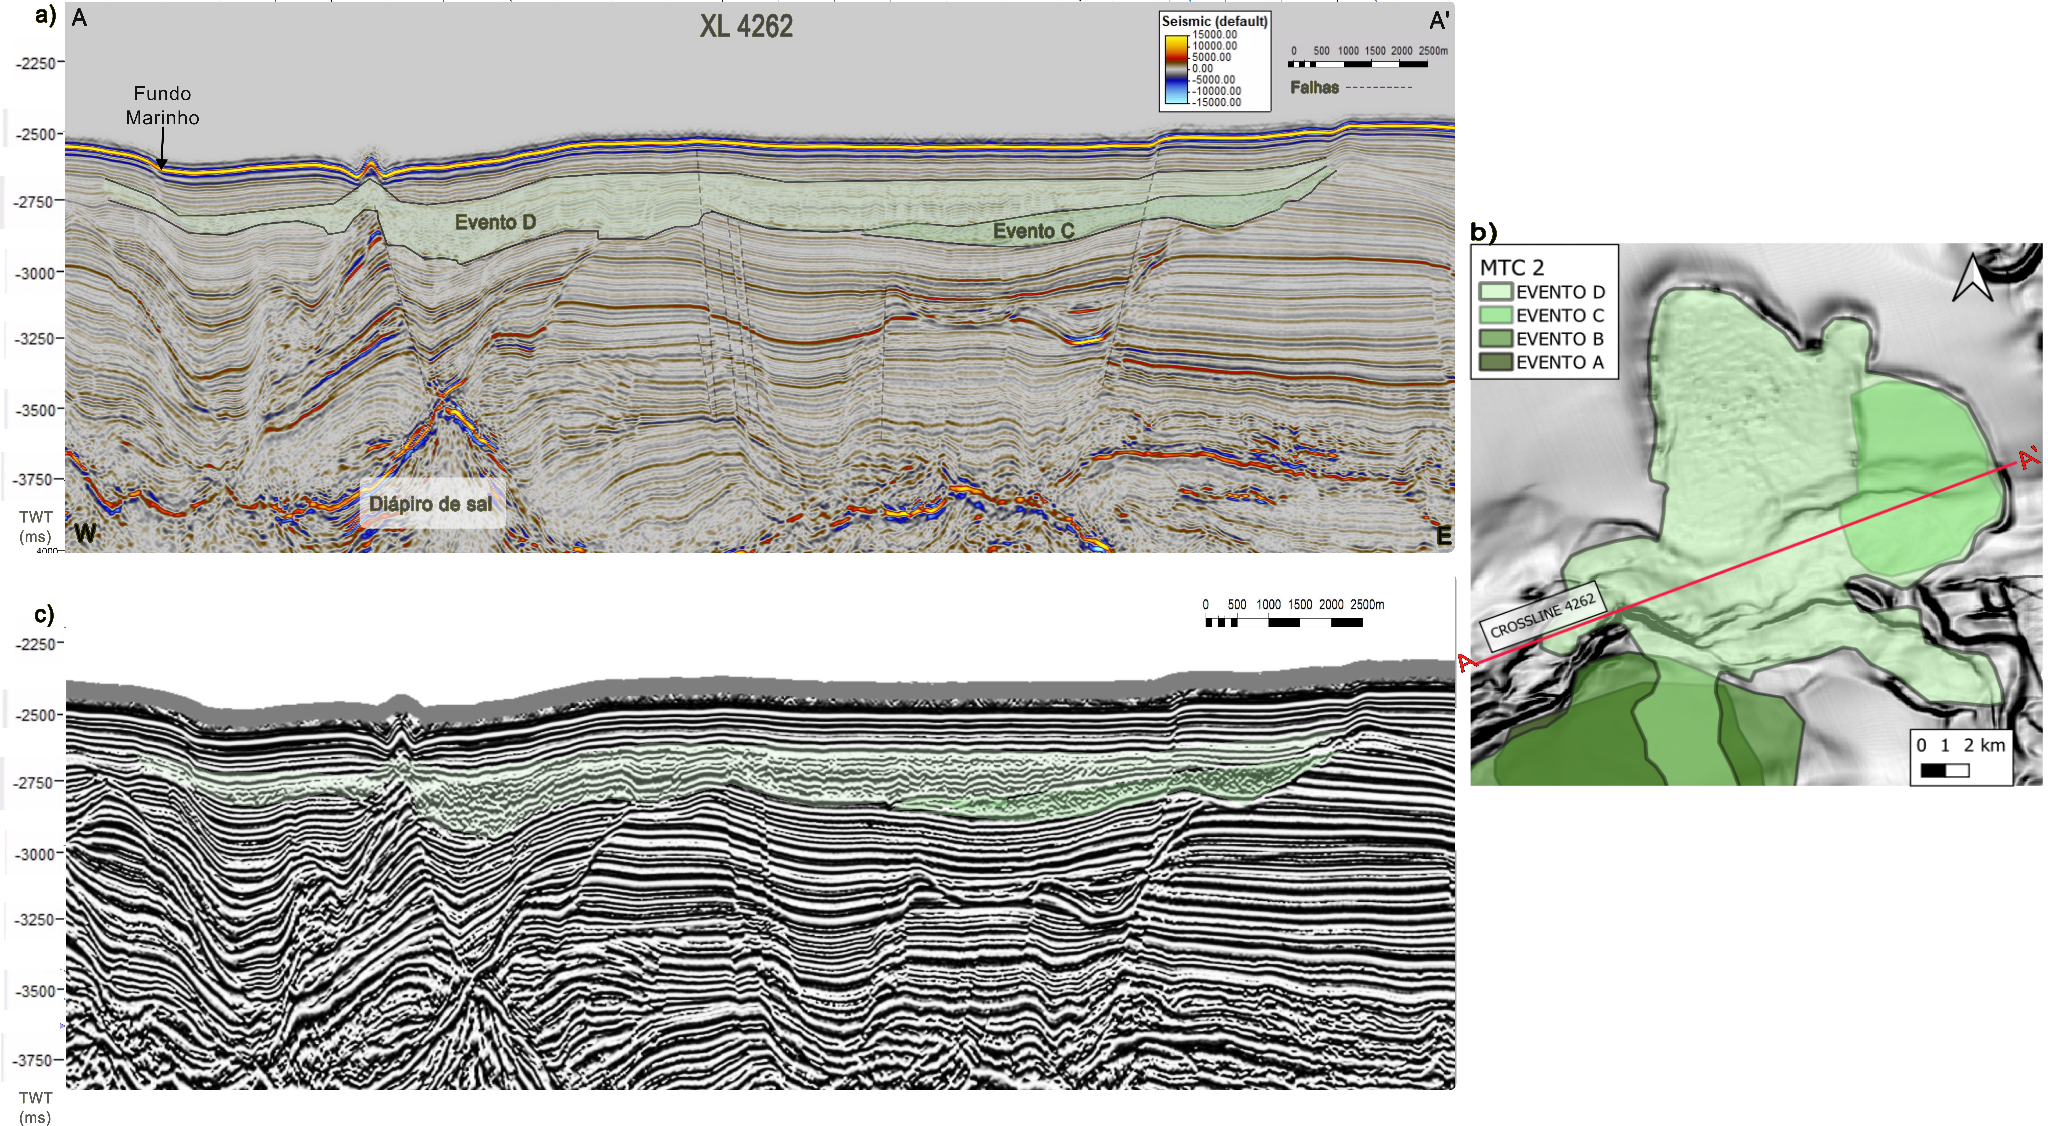 a)
A
XL 4262
A'
Seismic (default)
15000.00
10000.00
5000.00
0.00
-5000.00
-10000.00
-15000.00
0 500 1000 1500 2000 2500m
Falhas
Fundo
Marinho
-2250
-2500
-2750
-3000
-3250
-3500
-3750
TWT
(ms)
4000
Evento D
Evento C
Diápiro de sal
W
E
b)
MTC 2
EVENTO D
EVENTO C
EVENTO B
EVENTO A
A'
CROSSLINE 4262
A
0 1 2 km
c)
0 500 1000 1500 2000 2500m
-2250
-2500
-2750
-3000
-3250
-3500
-3750
TWT
(ms)